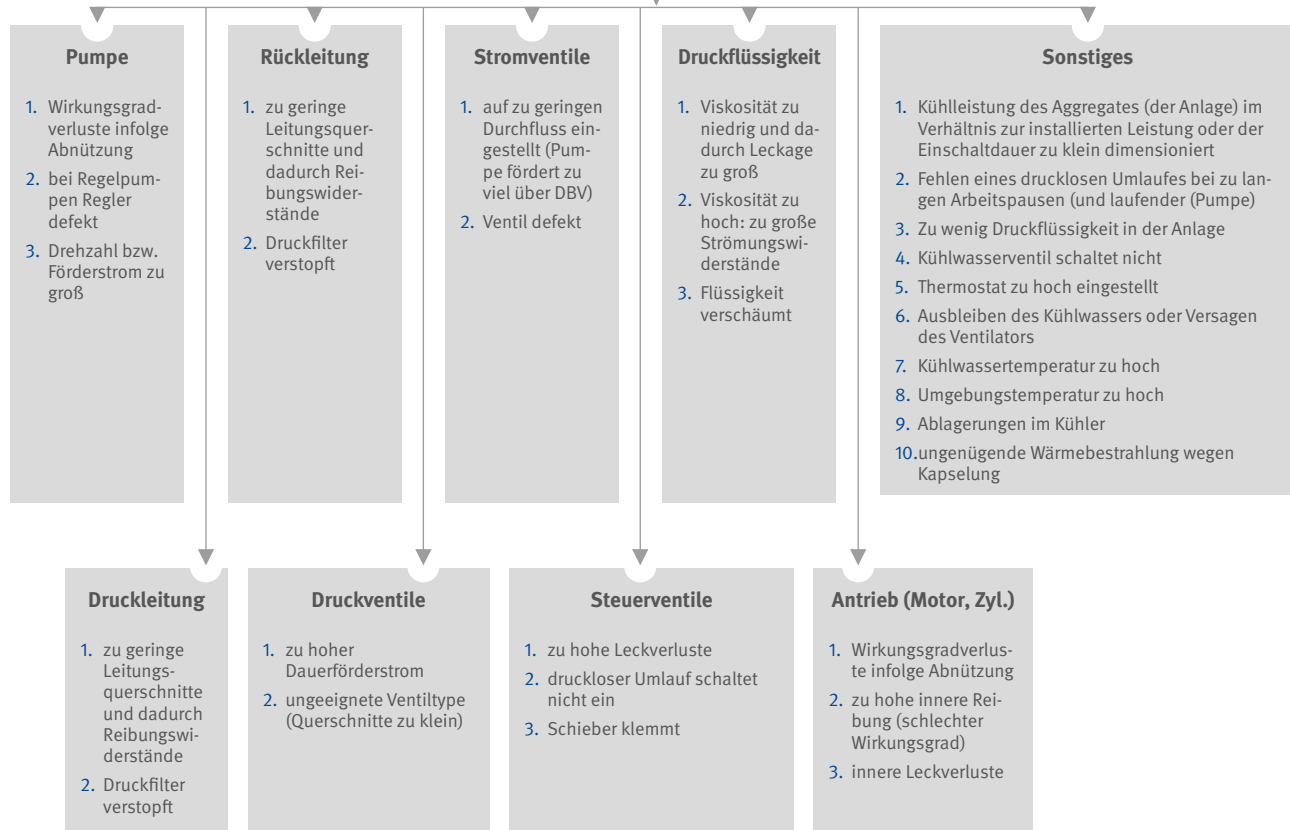 Pumpe
1. Wirkungsgrad-
verluste infolge
Abnützung
2. bei Regelpum-
pen Regler
defekt
3. Drehzahl bzw.
Förderstrom zu
groß
Rückleitung
1. zu geringe
Leitungsquer-
schnitte und
dadurch Rei-
bungswider-
stände
2. Druckfilter
verstopft
Stromventile
1. auf zu geringen
Durchfluss ein-
gestellt (Pum-
pe fördert zu
viel über DBV)
2. Ventil defekt
Druckflüssigkeit
1. Viskosität zu
niedrig und da-
durch Leckage
zu groß
2. Viskosität zu
hoch: zu große
Strömungswi-
derstände
3. Flüssigkeit
verschäumt
Sonstiges
1. Kühlleistung des Aggregates (der Anlage) im
Verhältnis zur installierten Leistung oder der
Einschaltdauer zu klein dimensioniert
2. Fehlen eines drucklosen Umlaufes bei zu lan-
gen Arbeitspausen (und laufender (Pumpe)
3. Zu wenig Druckflüssigkeit in der Anlage
4. Kühlwasserventil schaltet nicht
5. Thermostat zu hoch eingestellt
6. Ausbleiben des Kühlwassers oder Versagen
des Ventilators
7. Kühlwassertemperatur zu hoch
8. Umgebungstemperatur zu hoch
9. Ablagerungen im Kühler
10.ungenügende Wärmebestrahlung wegen
Kapselung
Druckleitung
1. zu geringe
Leitungs-
querschnitte
und dadurch
Reibungswi-
derstände
2. Druckfilter
verstopft
Druckventile
1. zu hoher
Dauerförderstrom
2. ungeeignete Ventiltype
(Querschnitte zu klein)
Steuerventile
1. zu hohe Leckverluste
2. druckloser Umlauf schaltet
nicht ein
3. Schieber klemmt
Antrieb (Motor, Zyl.)
1. Wirkungsgradverlus-
te infolge Abnützung
2. zu hohe innere Rei-
bung (schlechter
Wirkungsgrad)
3. innere Leckverluste